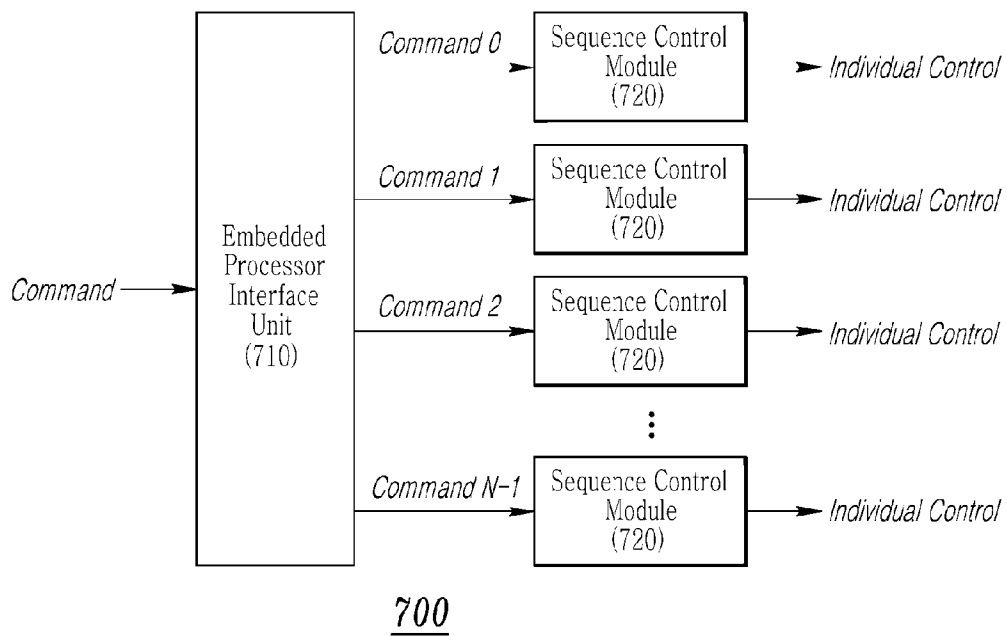 Command
Embedded
Processor
Interface
Unit
(710)
Command 0
Sequence Control
Module
(720)
Individual Control
Command 1
Sequence Control
Module
(720)
Individual Control
Command 2
Sequence Control
Module
(720)
Individual Control
Command N-1
Sequence Control
Module
(720)
Individual Control
700